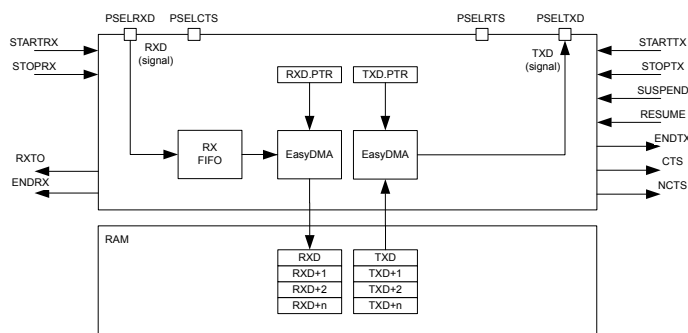 PSELRXD PSELCTS PSELRTS PSELTXD
STARTRX
STOPRX
RXD
(signal)
TXD
(signal)
STARTTX
STOPTX
SUSPEND
RESUME
RXD.PTR TXD.PTR
RX
FIFO
EasyDMA EasyDMA
RXTO
ENDRX
ENDTX
CTS
NCTS
RAM
RXD TXD
RXD+1 TXD+1
RXD+2 TXD+2
RXD+n TXD+n